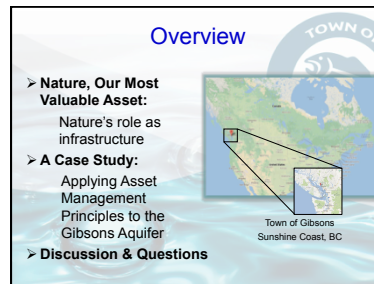 TOWN OF
Overview
Nature, Our Most
Valuable Asset:
Nature's role as
infrastructure
A Case Study:
Applying Asset
Management
Principles to the
Gibsons Aquifer
Discussion & Questions
Town of Gibsons
Sunshine Coast, BC